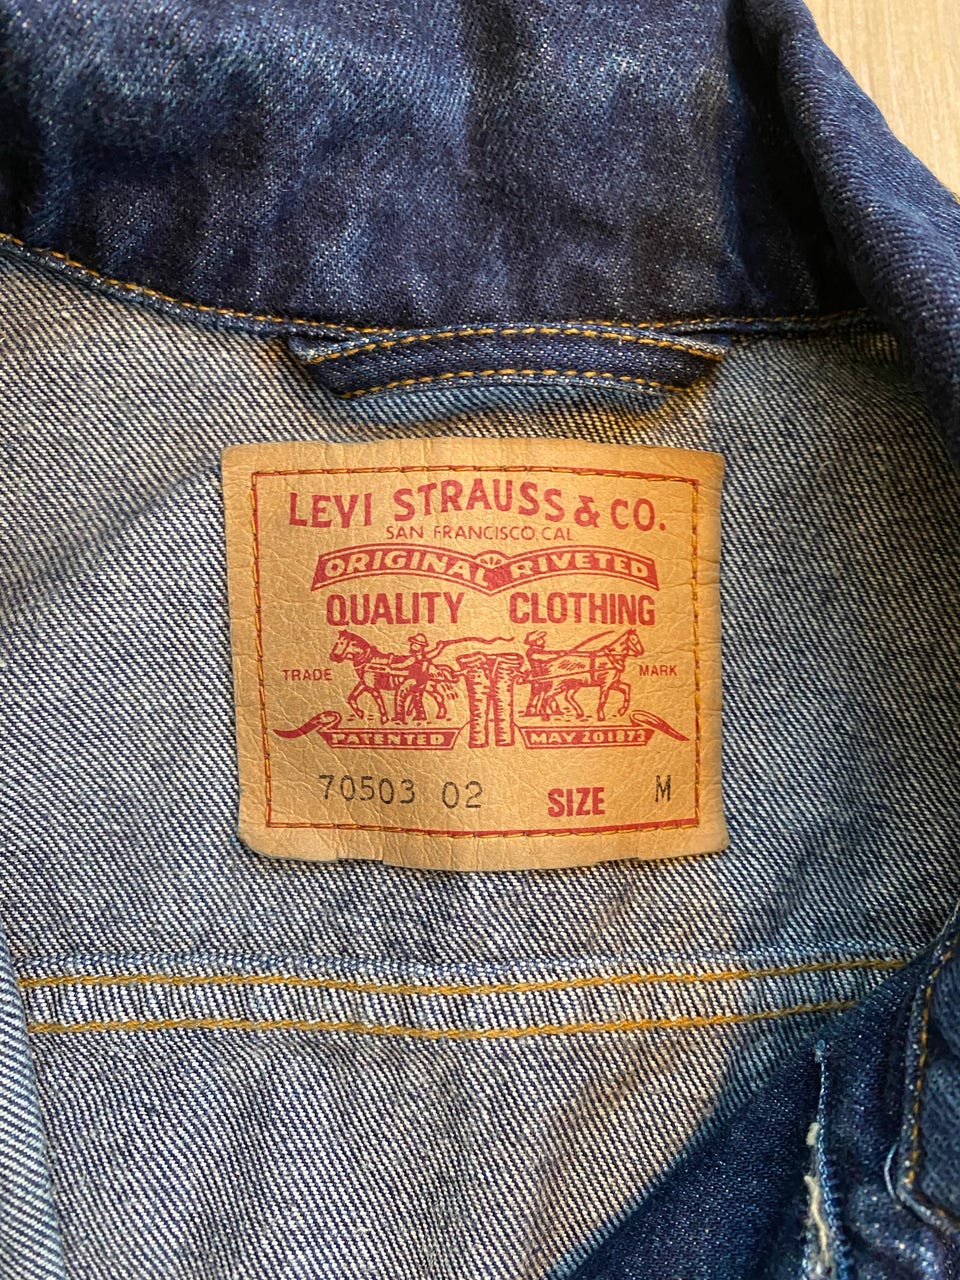 LEVI STRAUSS & CO.
SAN FRANCISCO, CAL
ORIGINAL RIVETED
QUALITY CLOTHING
TRADE MARK
PATENTED MAY 20 1873
70503 02 SIZE M